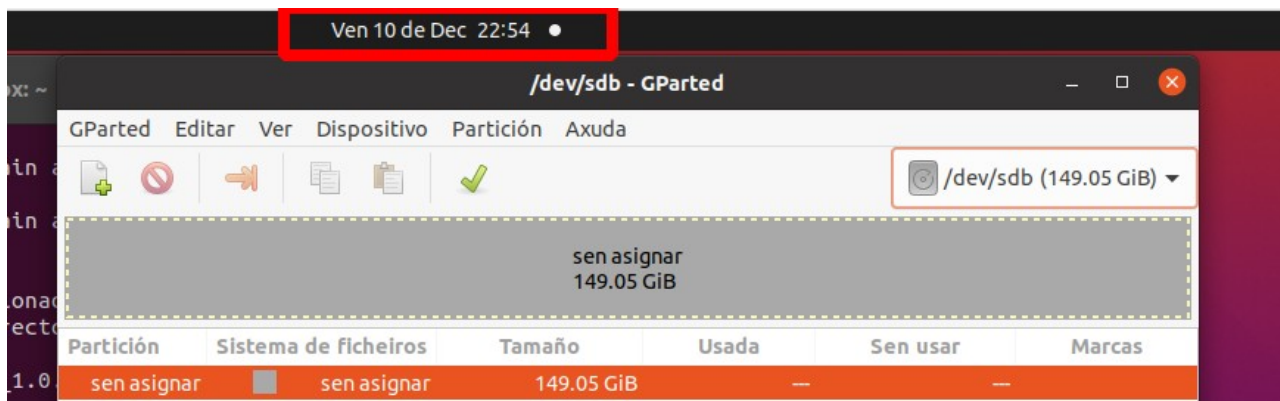 Ven 10 de Dec 22:54
/dev/sdb - GParted
ox: ~
GParted Editar Ver Dispositivo Partición Axuda
/dev/sdb (149.05 GiB)
sen asignar
149.05 GiB
Partición Sistema de ficheiros Tamaño Usada Sen usar Marcas
sen asignar sen asignar 149.05 GiB --- ---